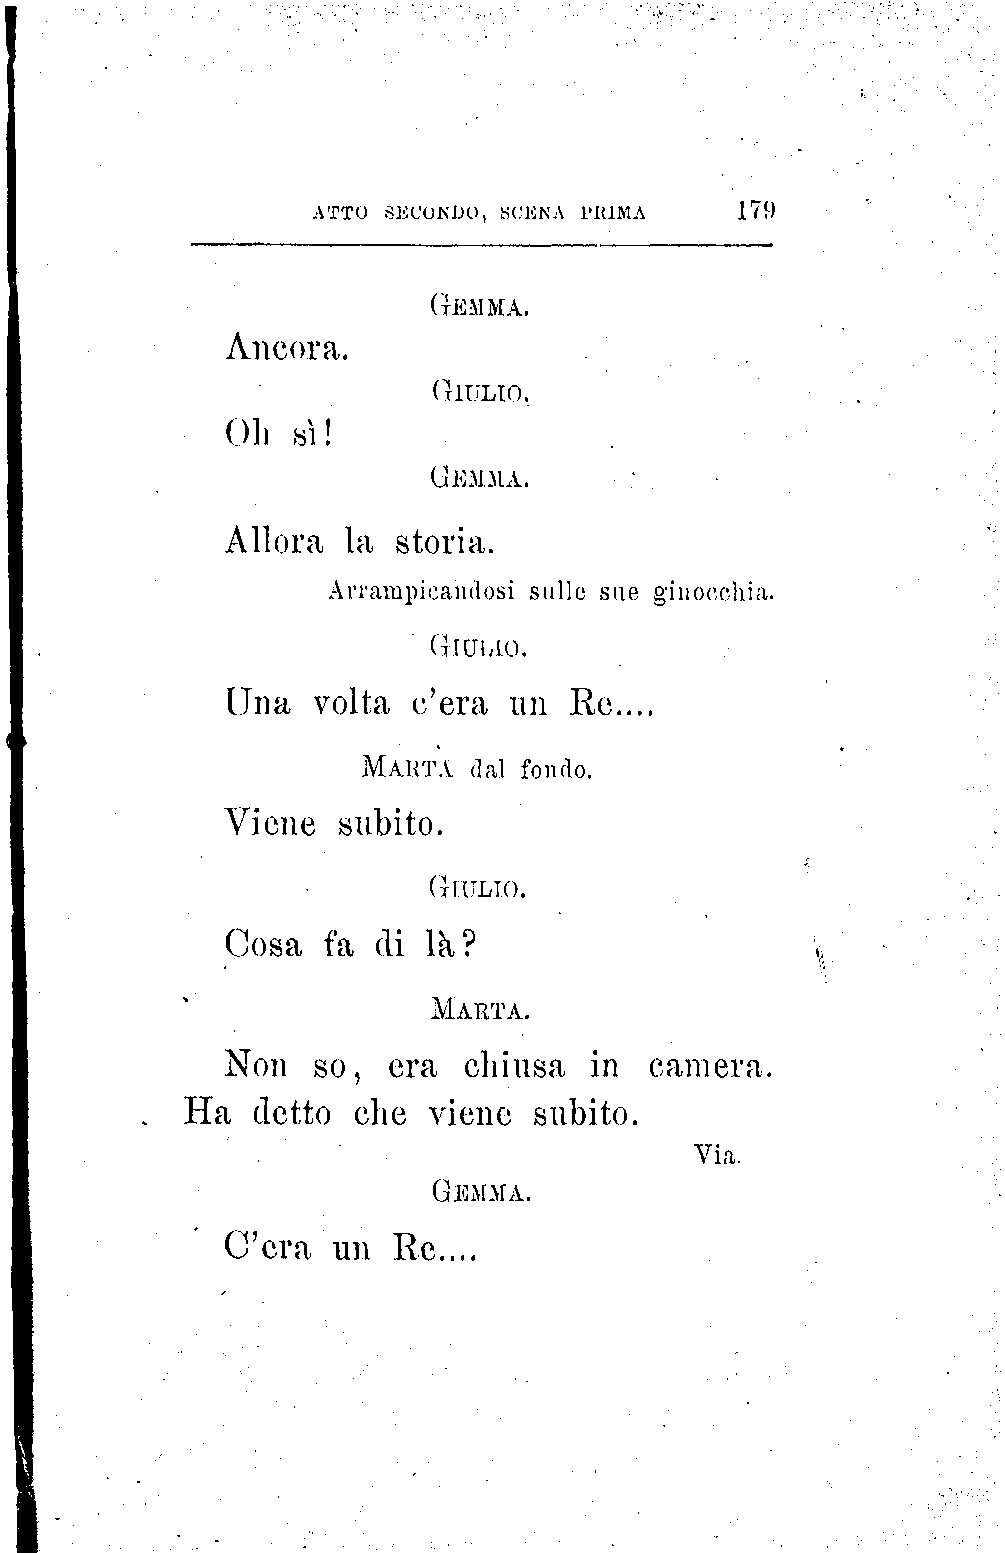 ATTO SECONDO, SCENA PRIMA 179
GEMMA.
Ancora.
GIULIO.
Oh sì!
GEMMA.
Allora la storia.
Arrampicandosi sulle sue ginocchia.
GIULIO.
Una volta c'era un Re....
MARTA dal fondo.
Viene subito.
GIULIO.
Cosa fa di là?
MARTA.
Non so, era chiusa in camera.
Ha detto che viene subito.
Via.
GEMMA.
C'era un Re....